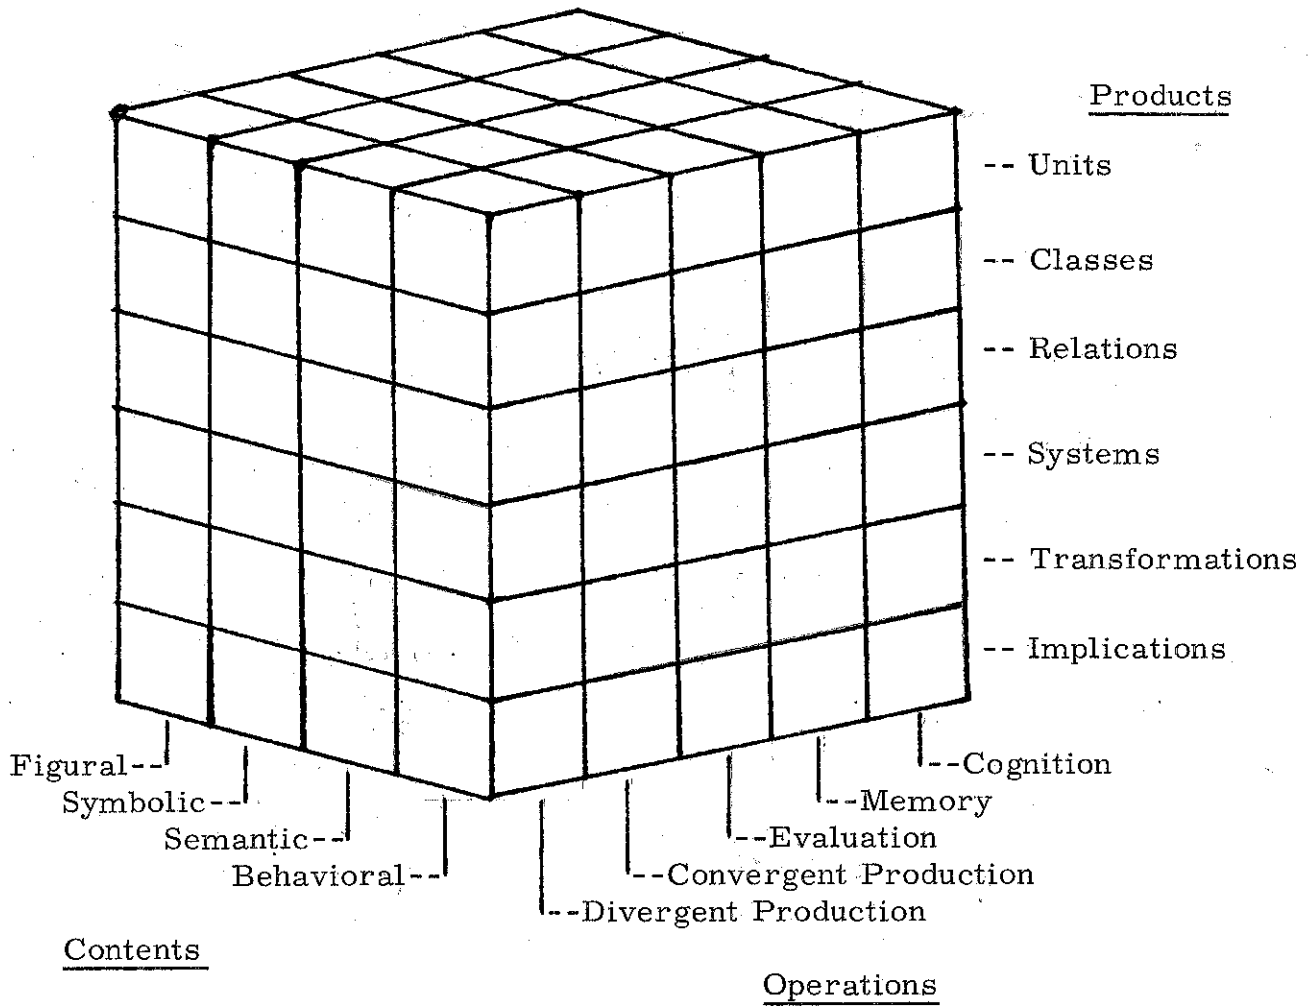 Products
-- Units
-- Classes
-- Relations
-- Systems
-- Transformations
-- Implications
Figural--
Symbolic--
Semantic--
Behavioral--
--Cognition
--Memory
--Evaluation
--Convergent Production
--Divergent Production
Contents
Operations